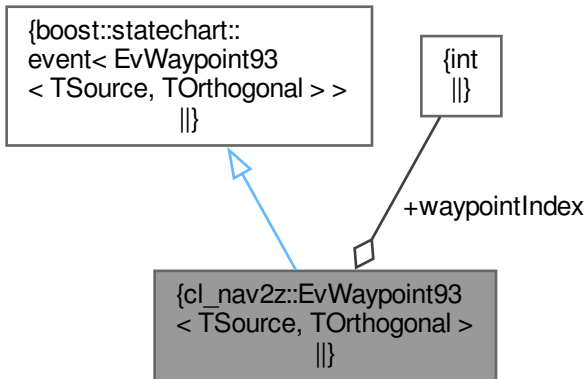 {boost::statechart::
event< EvWaypoint93
< TSource, TOrthogonal > >
||}
{int
||}
+waypointIndex
{cl_nav2z::EvWaypoint93
< TSource, TOrthogonal >
||}